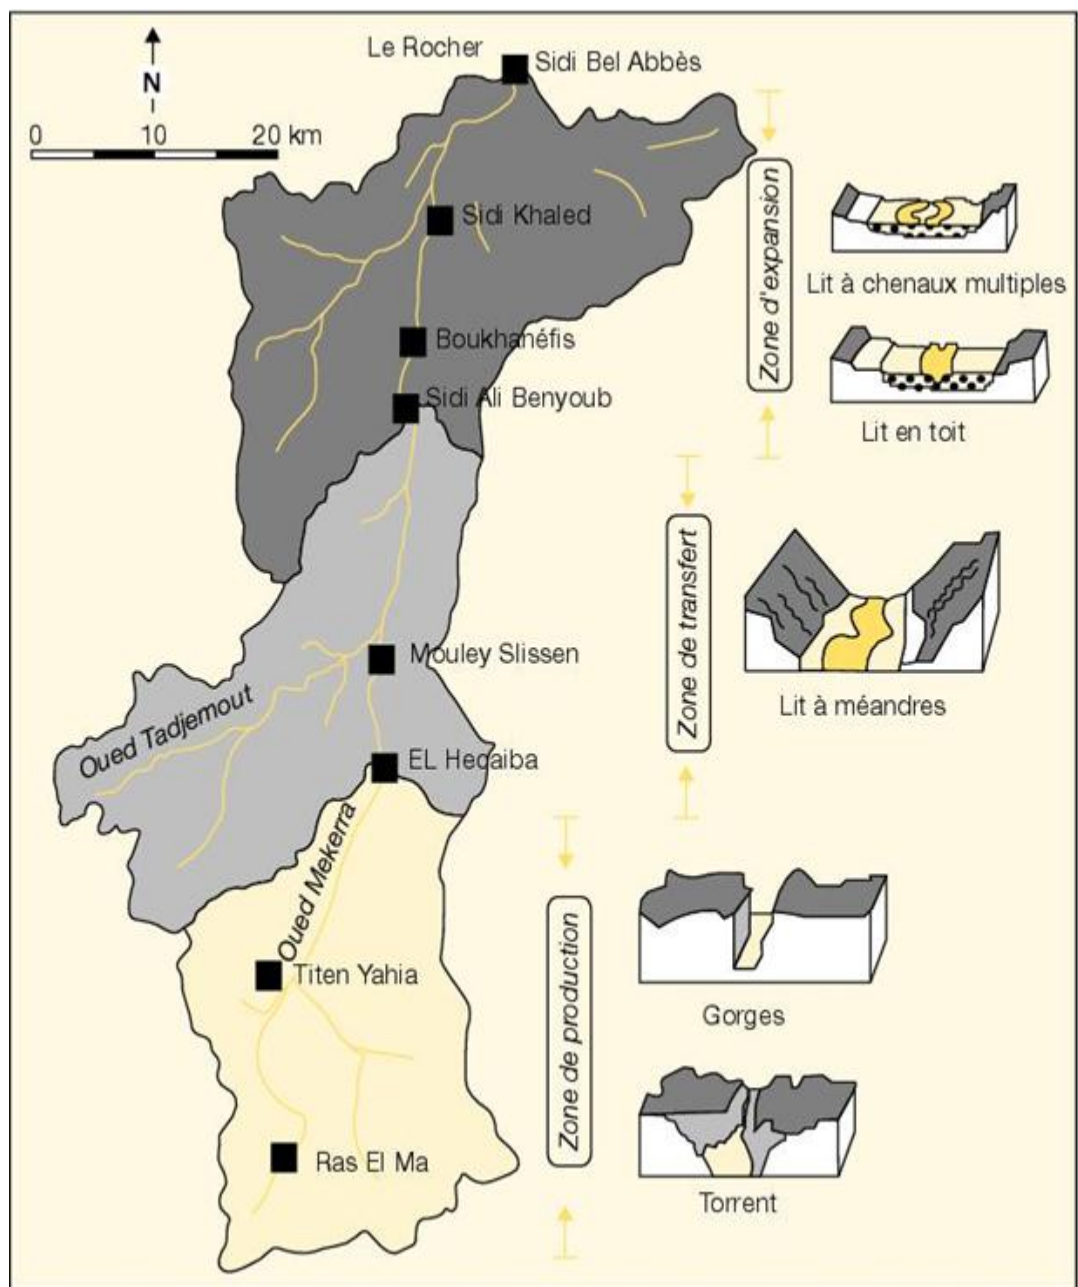 Le Rocher
Sidi Bel Abbès
N
0 10 20 km
Sidi Khaled
Boukhanéfis
Sidi Ali Benyoub
Mouley Slissen
Oued Tadjemout
EL Heçaiba
Oued Mekerra
Titen Yahia
Ras El Ma
Zone d'expansion
Lit à chenaux multiples
Lit en toit
Zone de transfert
Lit à méandres
Zone de production
Gorges
Torrent